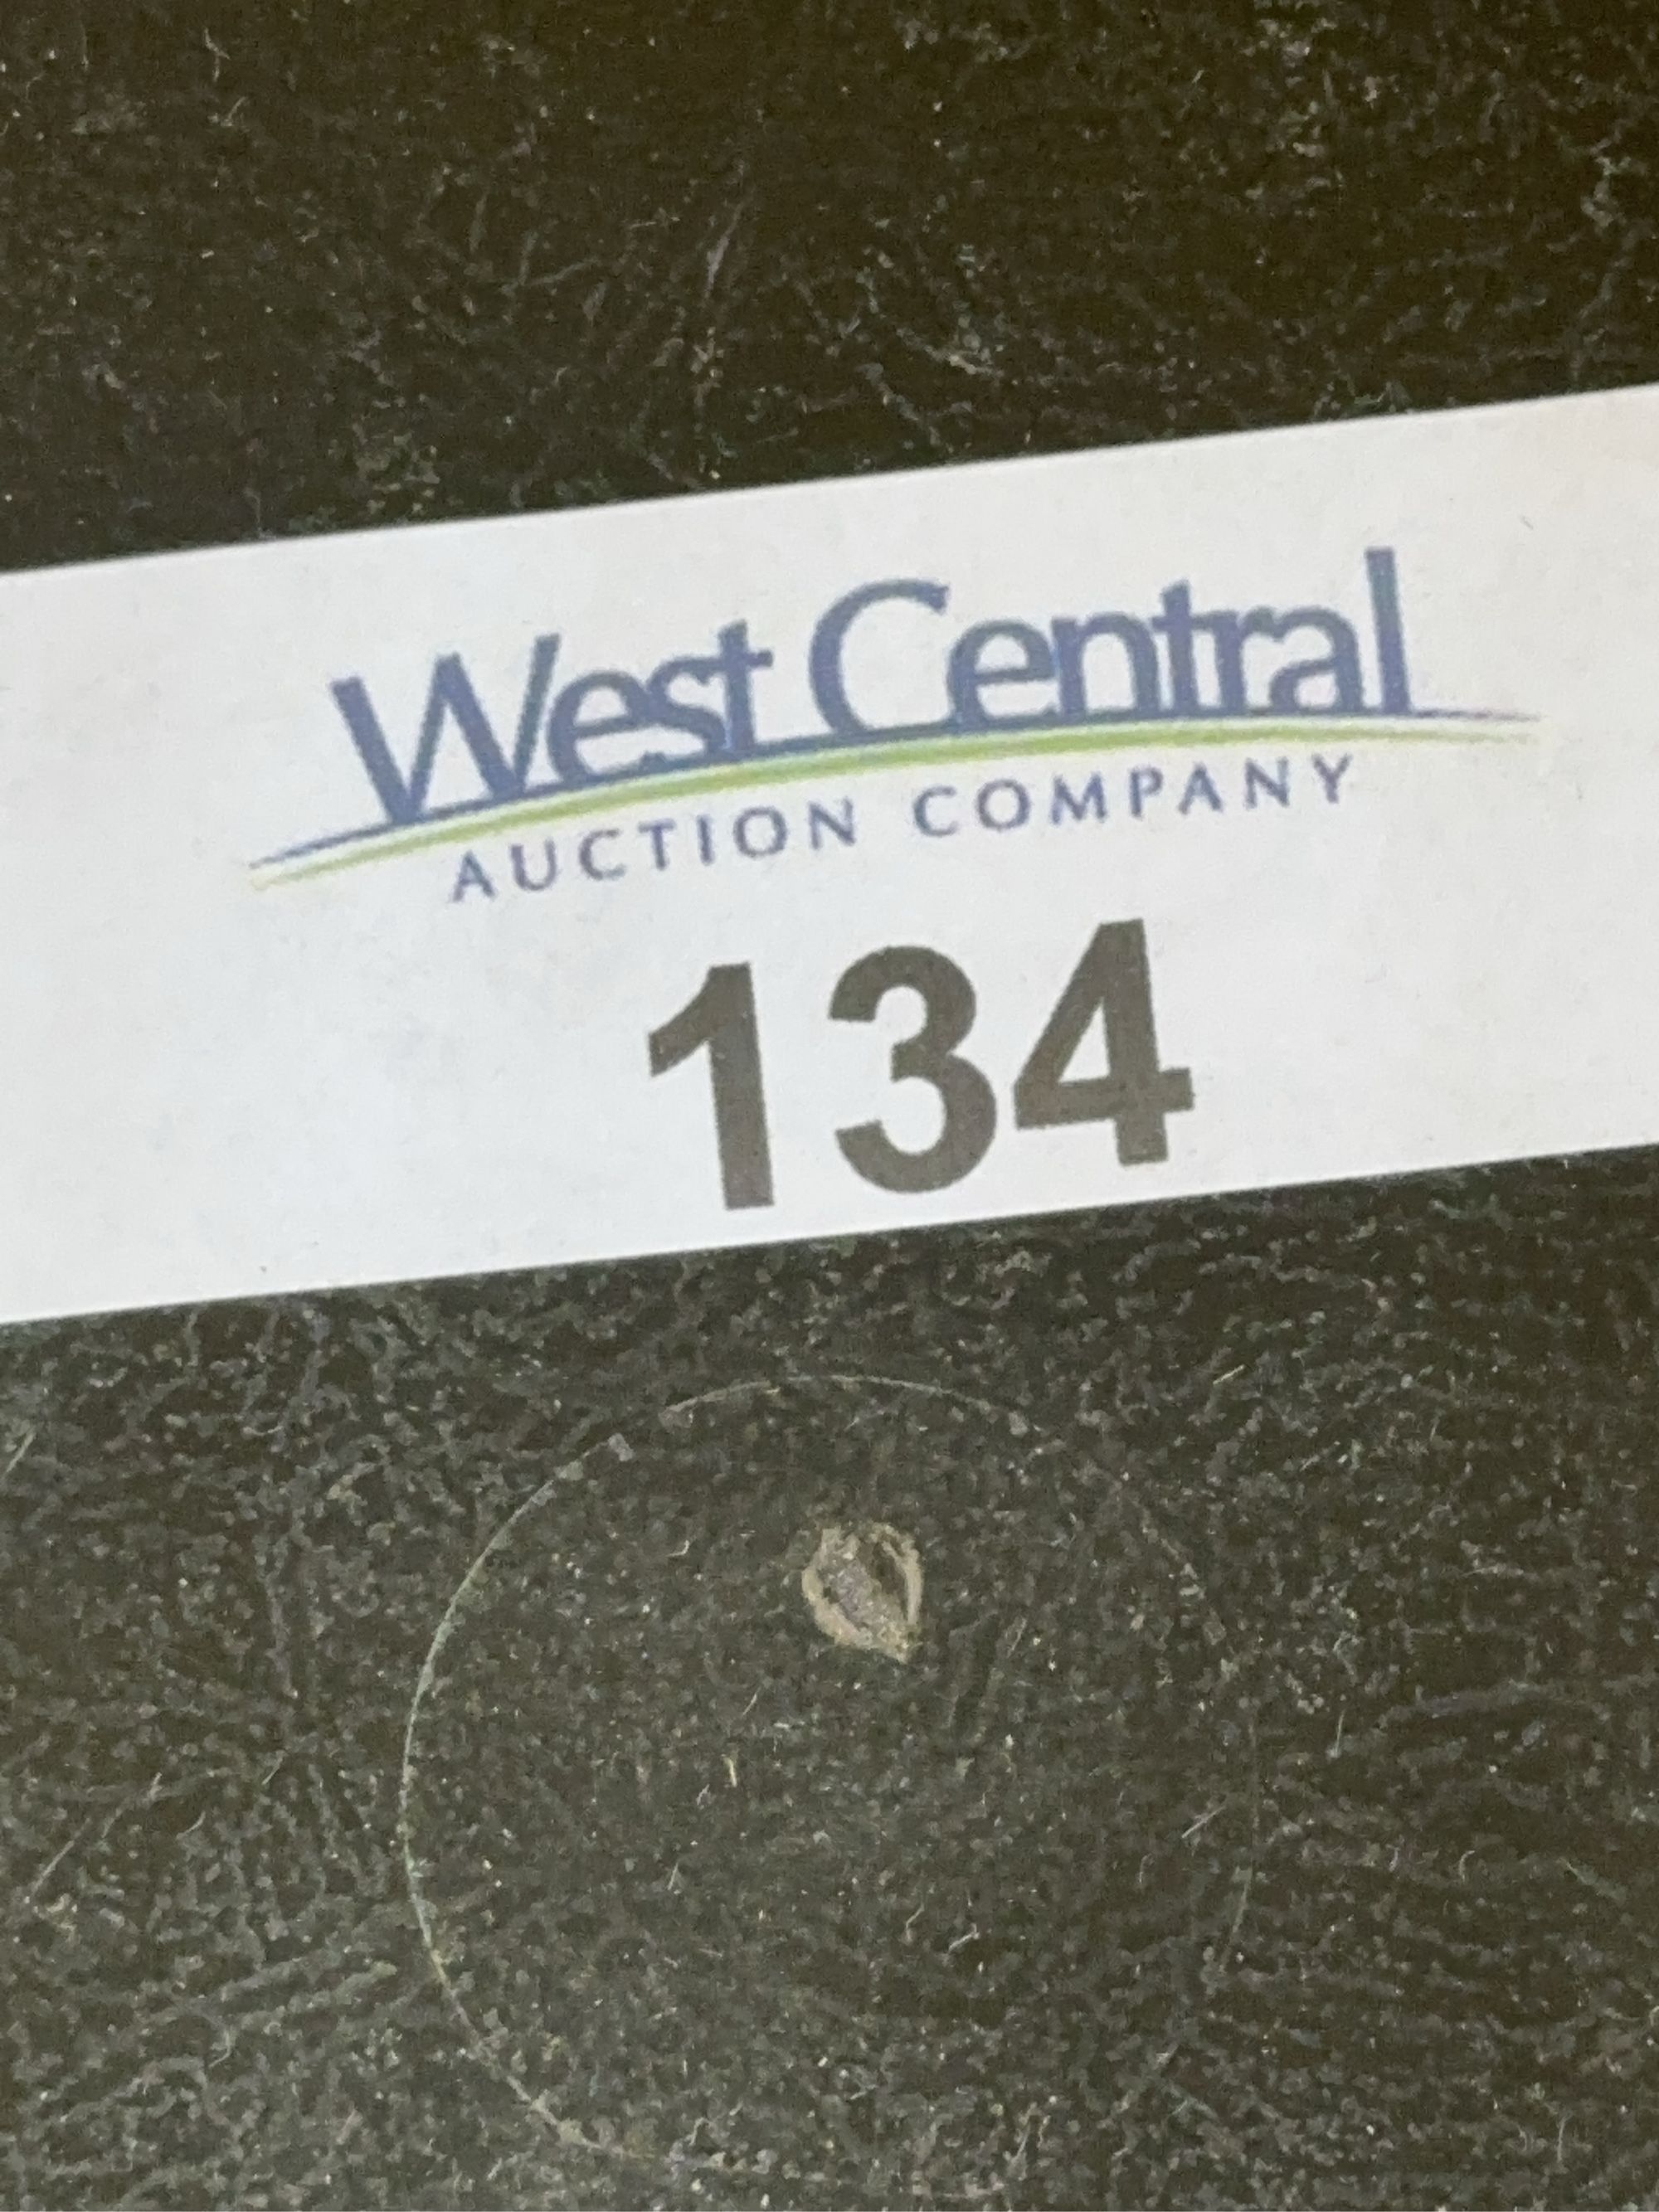 West Central
AUCTION COMPANY
134